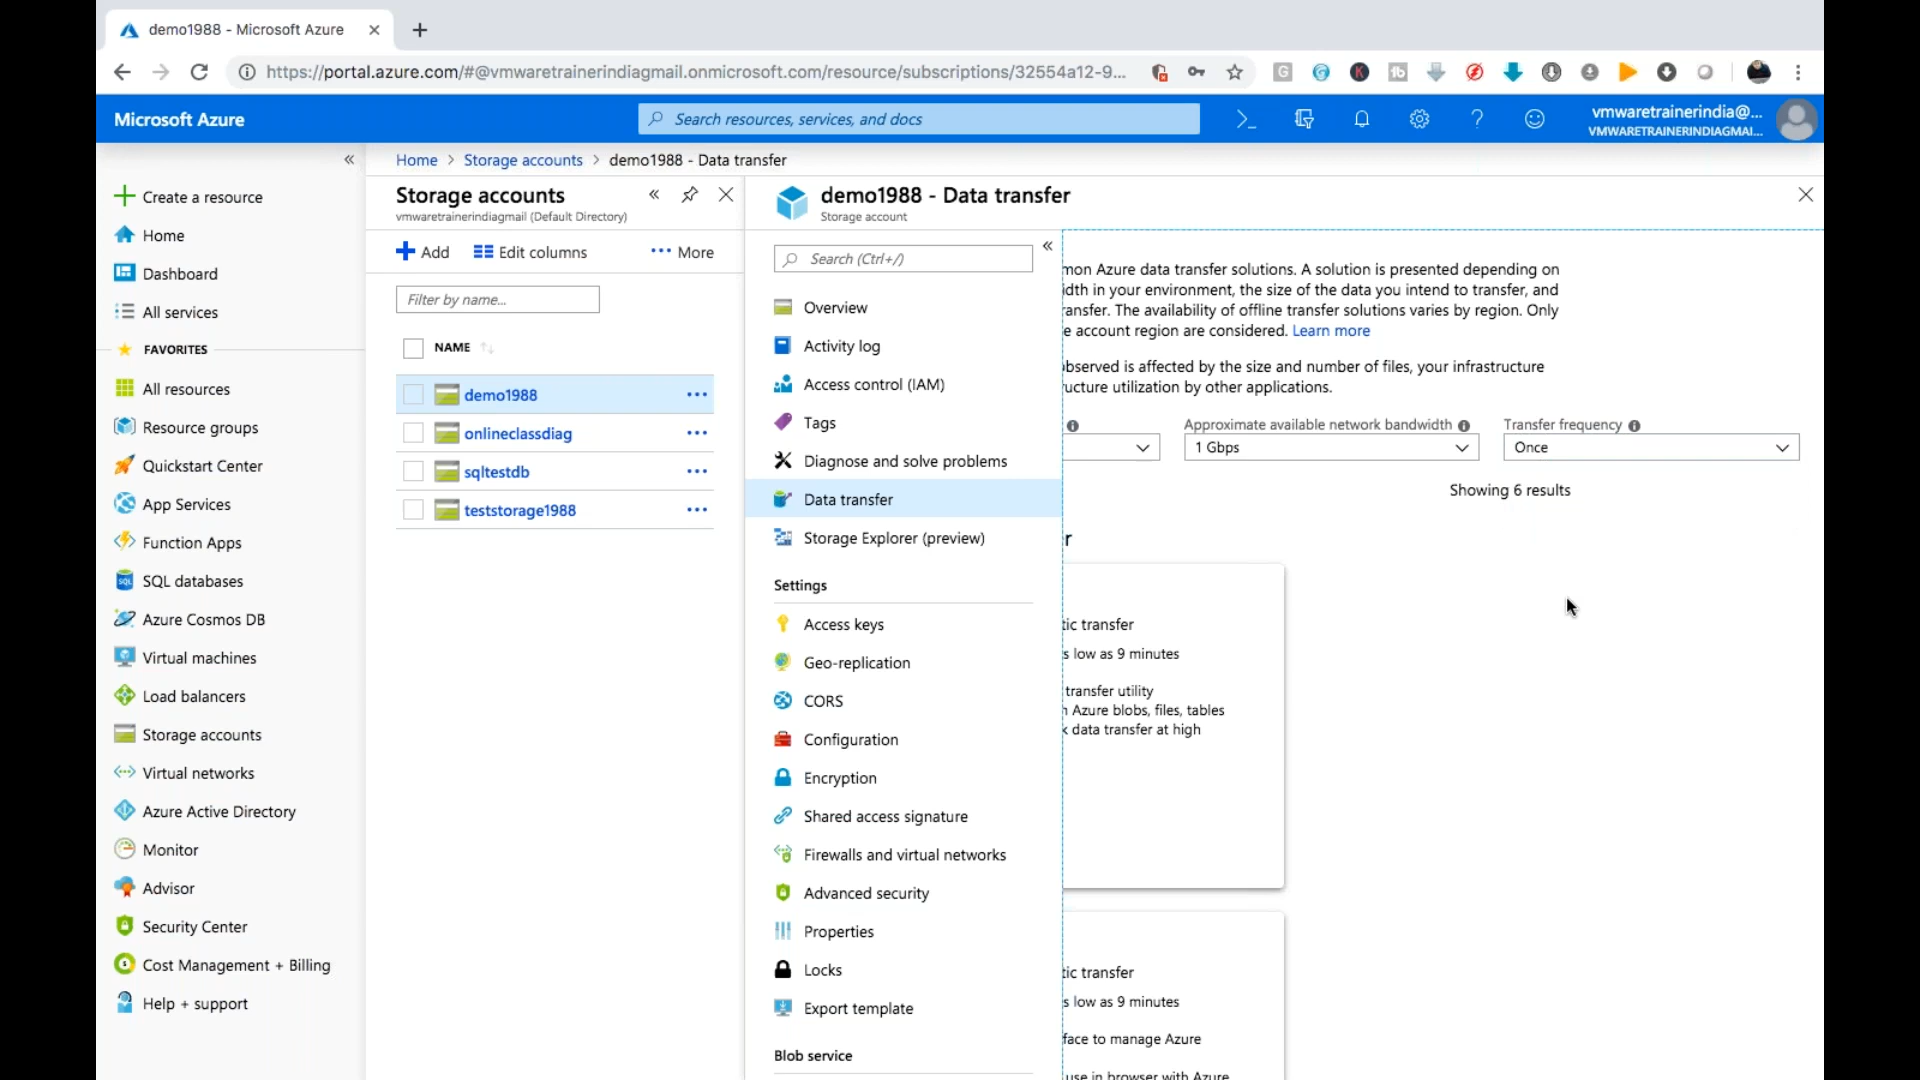 demo1988 - Microsoft Azure
https://portal.azure.com/#@vmwaretrainerindiagmail.onmicrosoft.com/resource/subscriptions/32554a12-9...
Microsoft Azure
Search resources, services, and docs
vmwaretrainerindia@...
VMWARETRAINERINDIAGMAI...
Create a resource
Home
Dashboard
All services
FAVORITES
All resources
Resource groups
Quickstart Center
App Services
Function Apps
SQL databases
Azure Cosmos DB
Virtual machines
Load balancers
Storage accounts
Virtual networks
Azure Active Directory
Monitor
Advisor
Security Center
Cost Management + Billing
Help + support
Home > Storage accounts > demo1988 - Data transfer
Storage accounts
vmwaretrainerindiagmail (Default Directory)
Add Edit columns More
Filter by name...
NAME
demo1988
onlineclassdiag
sqltestdb
teststorage1988
demo1988 - Data transfer
Storage account
Search (Ctrl+/)
Overview
Activity log
Access control (IAM)
Tags
Diagnose and solve problems
Data transfer
Storage Explorer (preview)
Settings
Access keys
Geo-replication
CORS
Configuration
Encryption
Shared access signature
Firewalls and virtual networks
Advanced security
Properties
Locks
Export template
Blob service
mon Azure data transfer solutions. A solution is presented depending on
idth in your environment, the size of the data you intend to transfer, and
ransfer. The availability of offline transfer solutions varies by region. Only
e account region are considered. Learn more
observed is affected by the size and number of files, your infrastructure
ructure utilization by other applications.
Approximate available network bandwidth
Transfer frequency
1 Gbps
Once
Showing 6 results
r
tic transfer
s low as 9 minutes
transfer utility
Azure blobs, files, tables
data transfer at high
tic transfer
s low as 9 minutes
face to manage Azure
use in browser with Azure